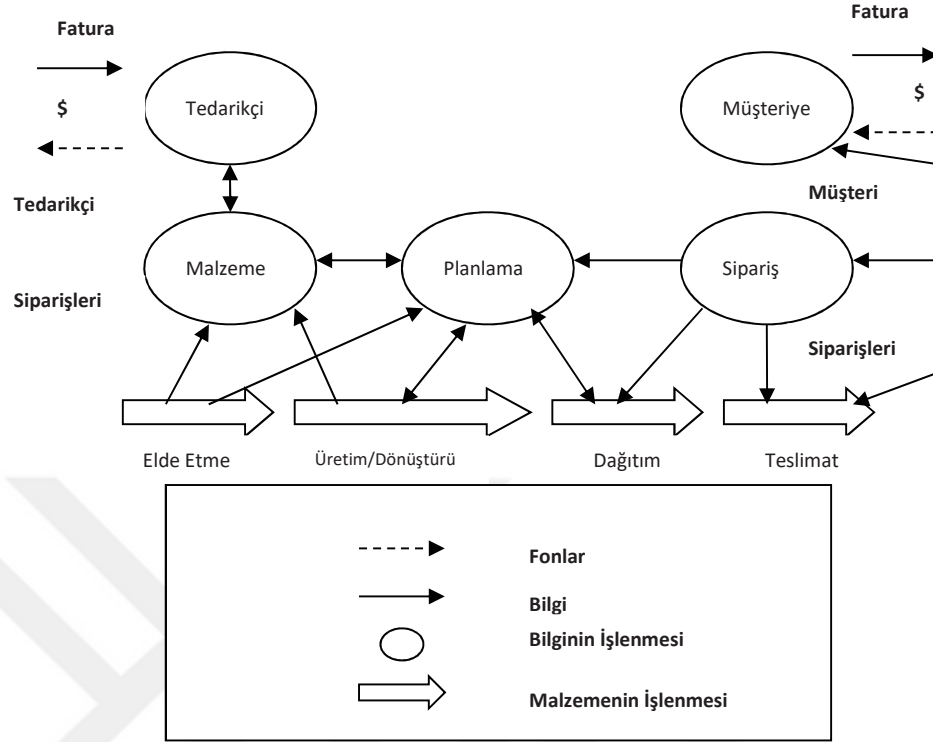 Fatura
Fatura
$
$
Tedarikçi
Müşteriye
Tedarikçi
Müşteri
Malzeme
Planlama
Sipariş
Siparişleri
Siparişleri
Elde Etme
Üretim/Dönüştürü
Dağıtım
Teslimat
Fonlar
Bilgi
Bilginin İşlenmesi
Malzemenin İşlenmesi